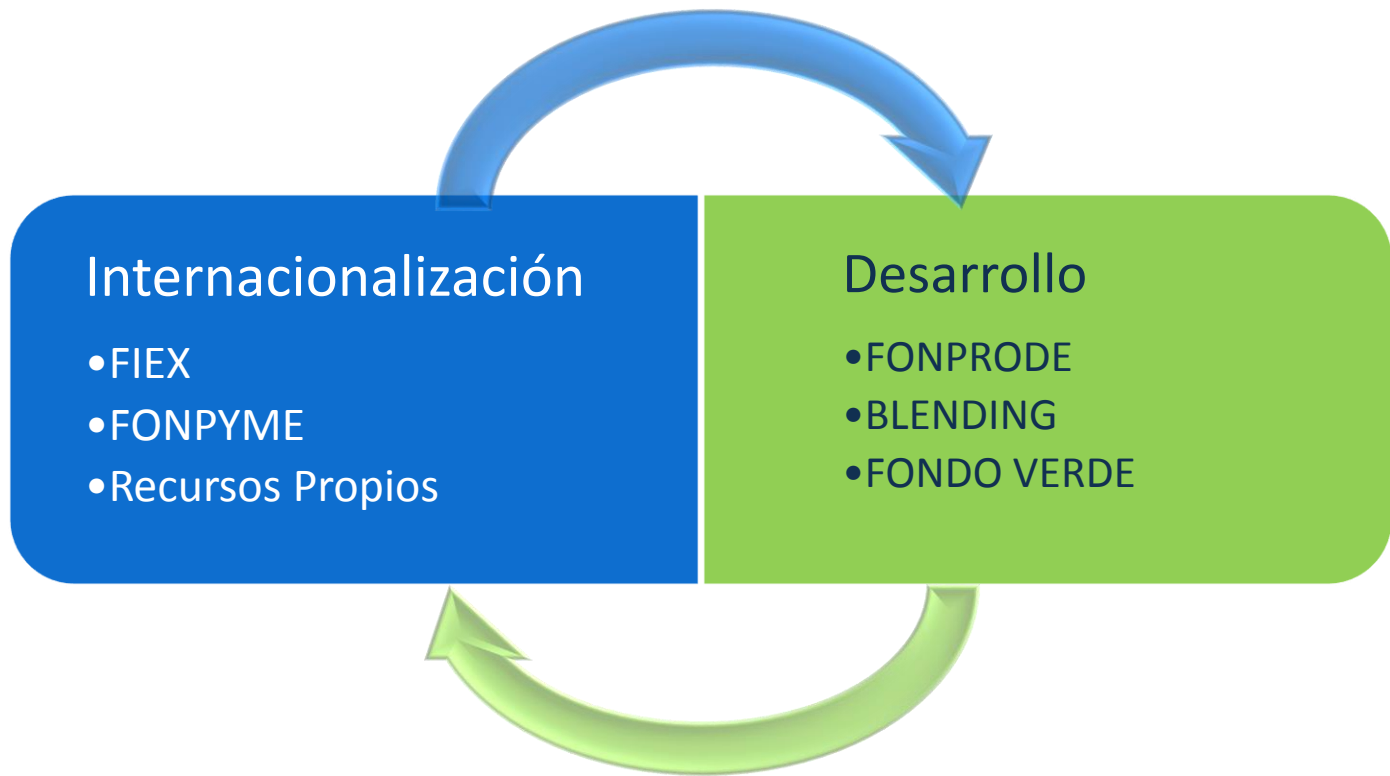 Internacionalización
•FIEX
•FONPYME
•Recursos Propios
Desarrollo
•FONPRODE
•BLENDING
•FONDO VERDE